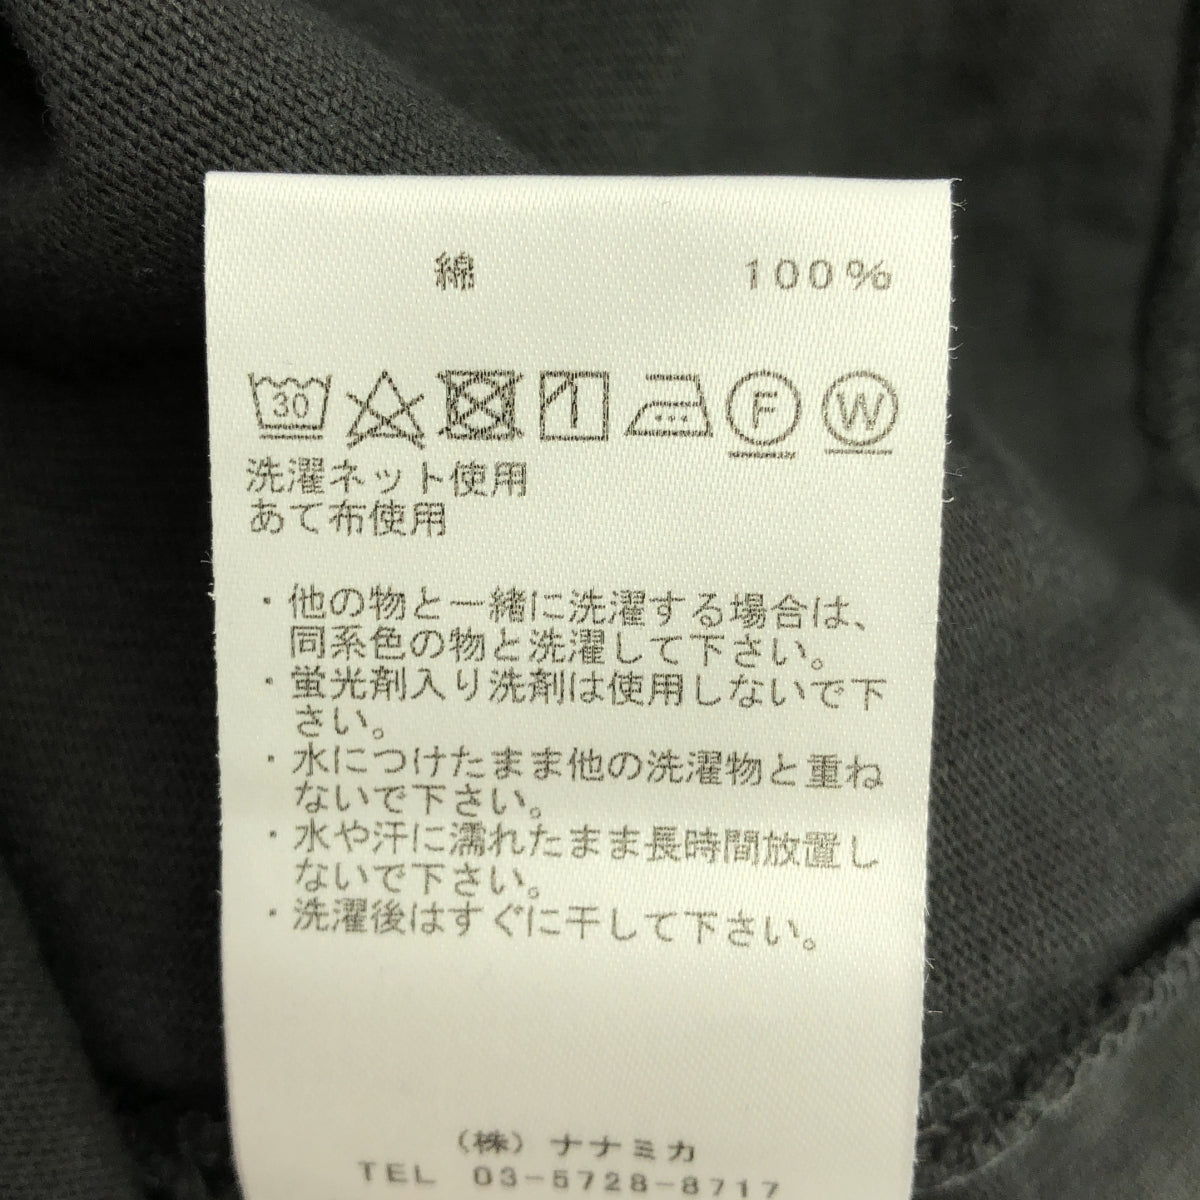 綿 100%
30 F W
洗濯ネット使用
あて布使用
・他の物と一緒に洗濯する場合は、
同系色の物と洗濯して下さい。
・蛍光剤入り洗剤は使用しないで下
さい。
・水につけたまま他の洗濯物と重ね
ないで下さい。
・水や汗に濡れたまま長時間放置し
ないで下さい。
・洗濯後はすぐに干して下さい。
(株) ナナミカ
TEL 03-5728-8717